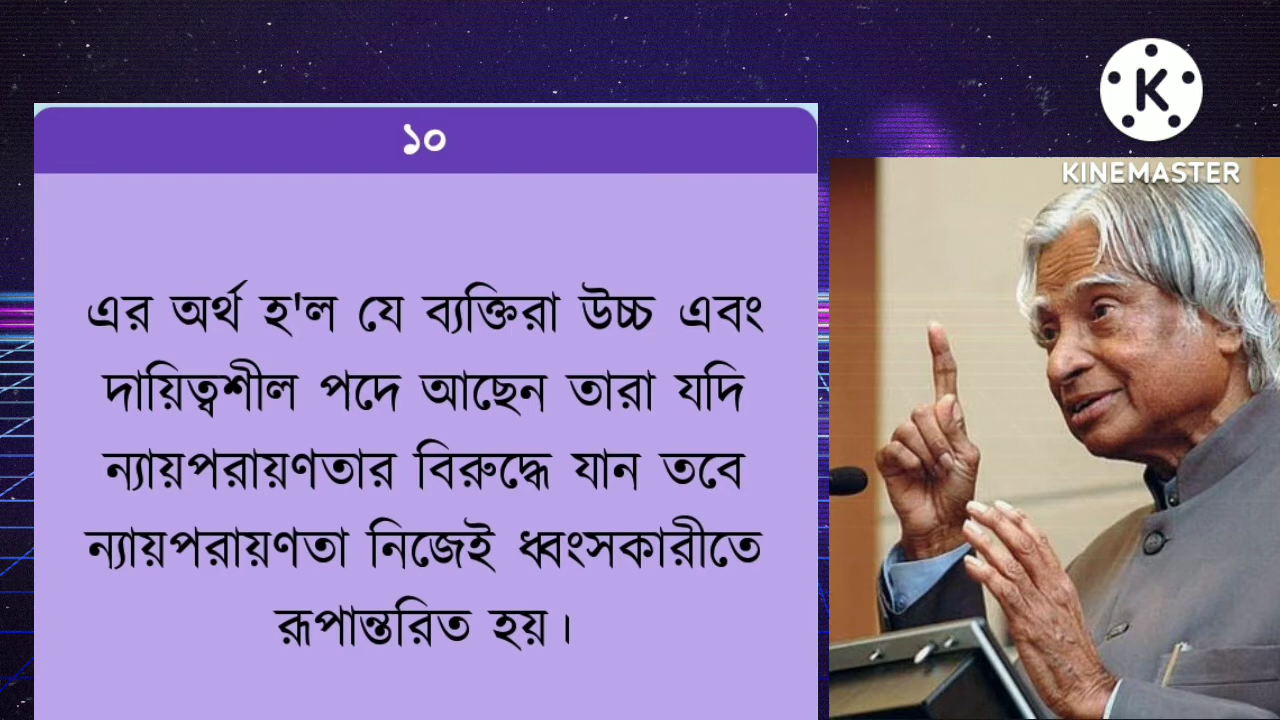 ১০
K
KINEMASTER
এর অর্থ হ'ল যে ব্যক্তিরা উচ্চ এবং
দায়িত্বশীল পদে আছেন তারা যদি
ন্যায়পরায়ণতার বিরুদ্ধে যান তবে
ন্যায়পরায়ণতা নিজেই ধ্বংসকারীতে
রূপান্তরিত হয়।